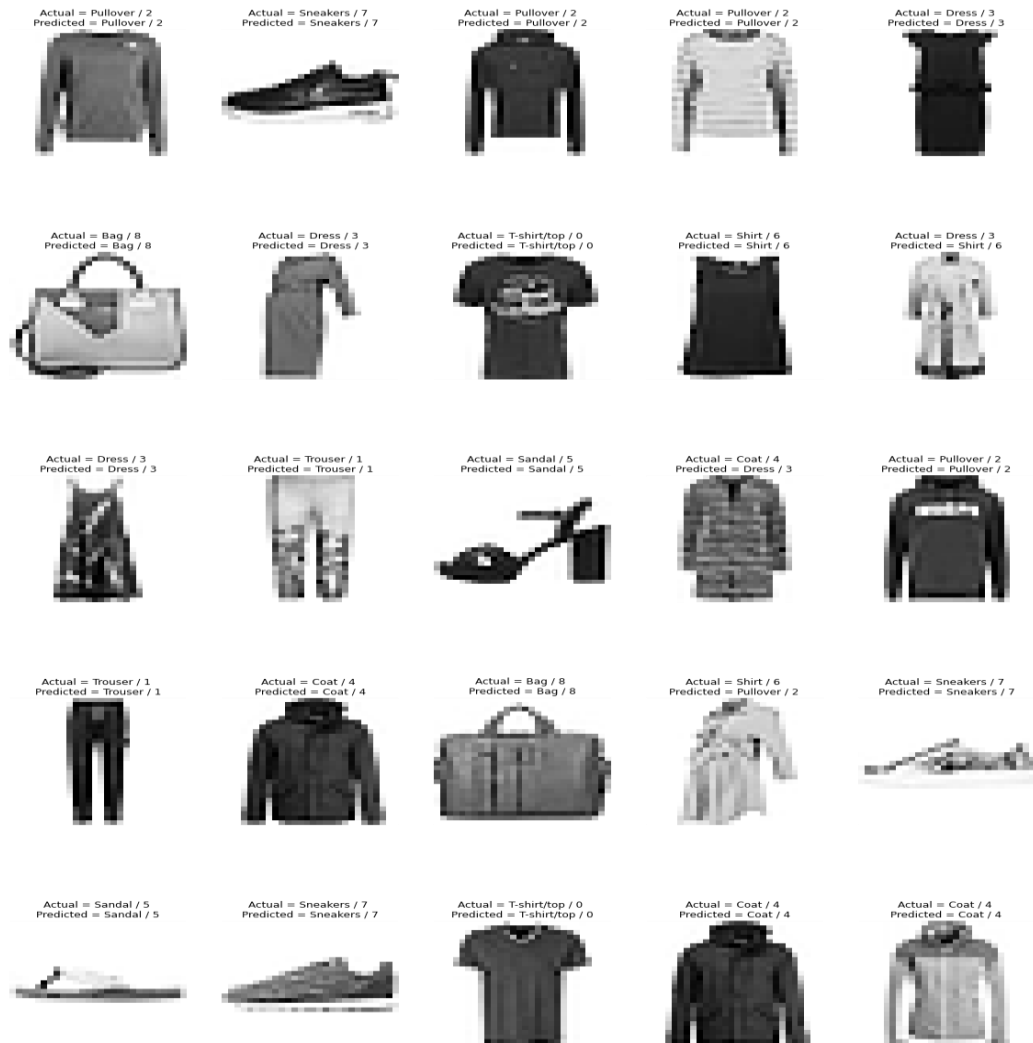 Actual = Pullover / 2
Predicted = Pullover / 2
Actual = Sneakers / 7
Predicted = Sneakers / 7
Actual = Pullover / 2
Predicted = Pullover / 2
Actual = Pullover / 2
Predicted = Pullover / 2
Actual = Dress / 3
Predicted = Dress / 3
Actual = Bag / 8
Predicted = Bag / 8
Actual = Dress / 3
Predicted = Dress / 3
Actual = T-shirt/top / 0
Predicted = T-shirt/top / 0
Actual = Shirt / 6
Predicted = Shirt / 6
Actual = Dress / 3
Predicted = Shirt / 6
Actual = Dress / 3
Predicted = Dress / 3
Actual = Trouser / 1
Predicted = Trouser / 1
Actual = Sandal / 5
Predicted = Sandal / 5
Actual = Coat / 4
Predicted = Dress / 3
Actual = Pullover / 2
Predicted = Pullover / 2
Actual = Trouser / 1
Predicted = Trouser / 1
Actual = Coat / 4
Predicted = Coat / 4
Actual = Bag / 8
Predicted = Bag / 8
Actual = Shirt / 6
Predicted = Pullover / 2
Actual = Sneakers / 7
Predicted = Sneakers / 7
Actual = Sandal / 5
Predicted = Sandal / 5
Actual = Sneakers / 7
Predicted = Sneakers / 7
Actual = T-shirt/top / 0
Predicted = T-shirt/top / 0
Actual = Coat / 4
Predicted = Coat / 4
Actual = Coat / 4
Predicted = Coat / 4